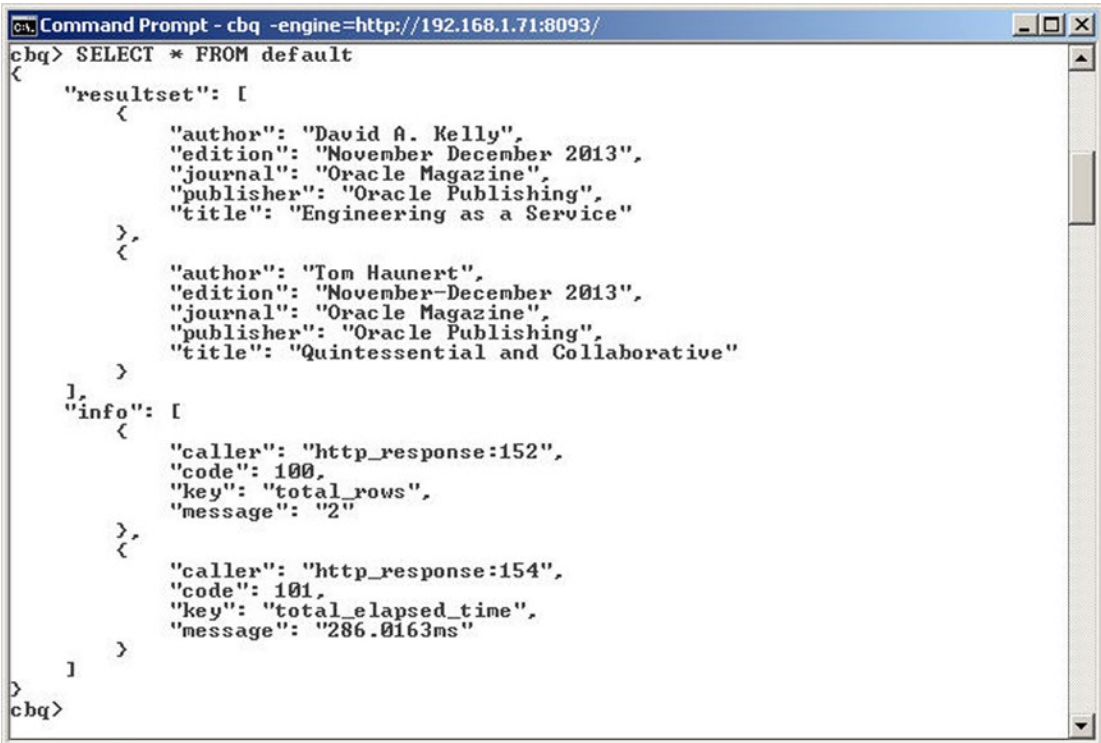 Command Prompt - cbq -engine=http://192.168.1.71:8093/
cbq> SELECT * FROM default
{
"resultset": [
{
"author": "David A. Kelly",
"edition": "November December 2013",
"journal": "Oracle Magazine",
"publisher": "Oracle Publishing",
"title": "Engineering as a Service"
},
{
"author": "Tom Haunert",
"edition": "November-December 2013",
"journal": "Oracle Magazine",
"publisher": "Oracle Publishing",
"title": "Quintessential and Collaborative"
}
],
"info": [
{
"caller": "http_response:152",
"code": 100,
"key": "total_rows",
"message": "2"
},
{
"caller": "http_response:154",
"code": 101,
"key": "total_elapsed_time",
"message": "286.0163ms"
}
]
}
cbq>